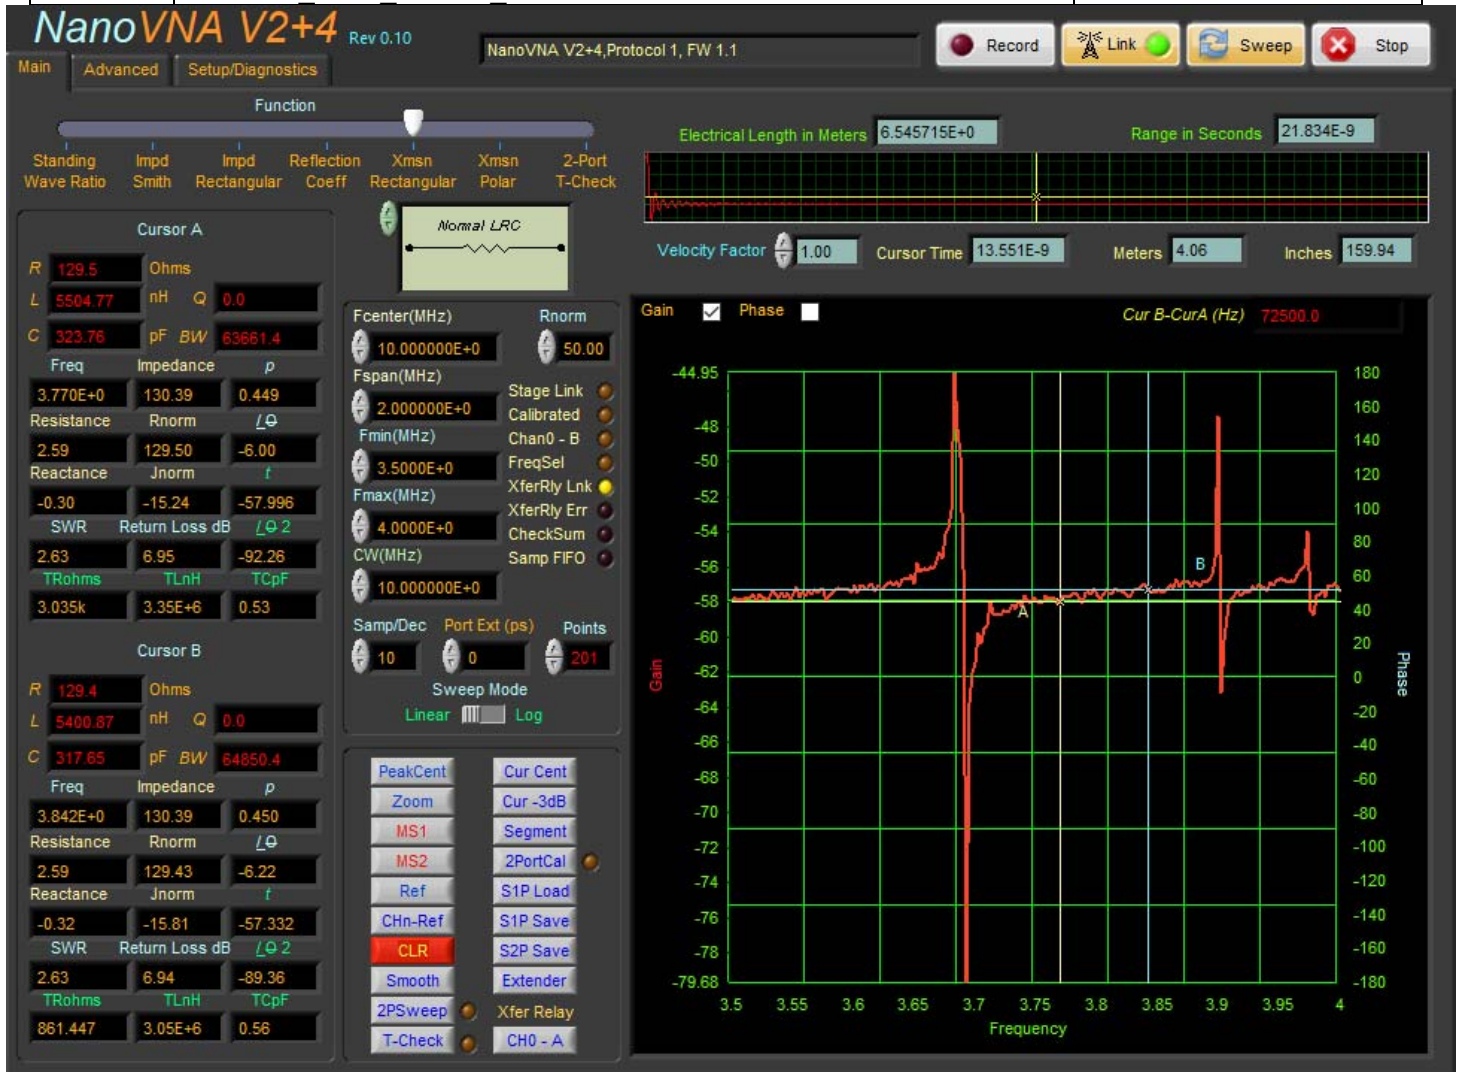 NanoVNA V2+4 Rev 0.10
NanoVNA V2+4,Protocol 1, FW 1.1
Record Link Sweep Stop
Main Advanced Setup/Diagnostics
Function
Standing Wave Ratio
Impd Smith
Impd Rectangular
Reflection Coeff
Xmsn Rectangular
Xmsn Polar
2-Port T-Check
Electrical Length in Meters 6.545715E+0 Range in Seconds 21.834E-9
Velocity Factor 1.00 Cursor Time 13.551E-9 Meters 4.06 Inches 159.94
Normal LRC
Cursor A
R 129.5 Ohms
L 5504.77 nH Q 0.0
C 323.76 pF BW 63661.4
Freq Impedance p
3.770E+0 130.39 0.449
Resistance Rnorm /Θ
2.59 129.50 -6.00
Reactance Jnorm t
-0.30 -15.24 -57.996
SWR Return Loss dB /Θ 2
2.63 6.95 -92.26
TRohms TLnH TCpF
3.035k 3.35E+6 0.53
Cursor B
R 129.4 Ohms
L 5400.87 nH Q 0.0
C 317.65 pF BW 64850.4
Freq Impedance p
3.842E+0 130.39 0.450
Resistance Rnorm /Θ
2.59 129.43 -6.22
Reactance Jnorm t
-0.32 -15.81 -57.332
SWR Return Loss dB /Θ 2
2.63 6.94 -89.36
TRohms TLnH TCpF
861.447 3.05E+6 0.56
Fcenter(MHz) Rnorm
10.000000E+0 50.00
Fspan(MHz)
2.000000E+0
Fmin(MHz)
3.5000E+0
Fmax(MHz)
4.0000E+0
CW(MHz)
10.000000E+0
Stage Link
Calibrated
Chan0 - B
FreqSel
XferRly Lnk
XferRly Err
CheckSum
Samp FIFO
Samp/Dec Port Ext (ps) Points
10 0 201
Sweep Mode
Linear Log
PeakCent Cur Cent
Zoom Cur -3dB
MS1 Segment
MS2 2PortCal
Ref S1P Load
CHn-Ref S1P Save
CLR S2P Save
Smooth Extender
2PSweep Xfer Relay
T-Check CH0 - A
Gain Phase Cur B-CurA (Hz) 72500.0
-44.95
-48
-50
-52
-54
-56
-58
-60
-62
-64
-66
-68
-70
-72
-74
-76
-78
-79.68
Gain
A
B
180
160
140
120
100
80
60
40
20
0
-20
-40
-60
-80
-100
-120
-140
-160
-180
Phase
3.5 3.55 3.6 3.65 3.7 3.75 3.8 3.85 3.9 3.95 4
Frequency